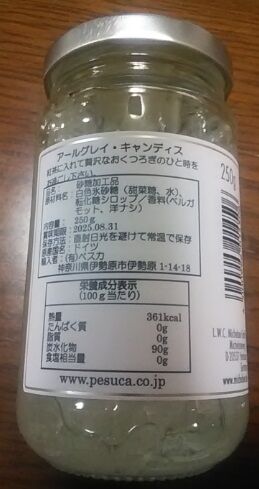 アールグレイ・キャンディス
紅茶に入れて贅沢なおくつろぎのひと時を
お過ごし下さい。
品名: 砂糖加工品
原材料名: 白色氷砂糖(甜菜糖、水)、
転化糖シロップ/香料(ベルガ
モット、洋ナシ)
内容量: 250g
賞味期限: 2025.08.31
保存方法: 直射日光を避けて常温で保存
原産国名: ドイツ
輸入者: (有)ペスカ
神奈川県伊勢原市伊勢原 1-14-18
栄養成分表示
(100g当たり)
熱量 361kcal
たんぱく質 0g
脂質 0g
炭水化物 90g
食塩相当量 0g
www.pesuca.co.jp
250g
L.W.C. Michelsen